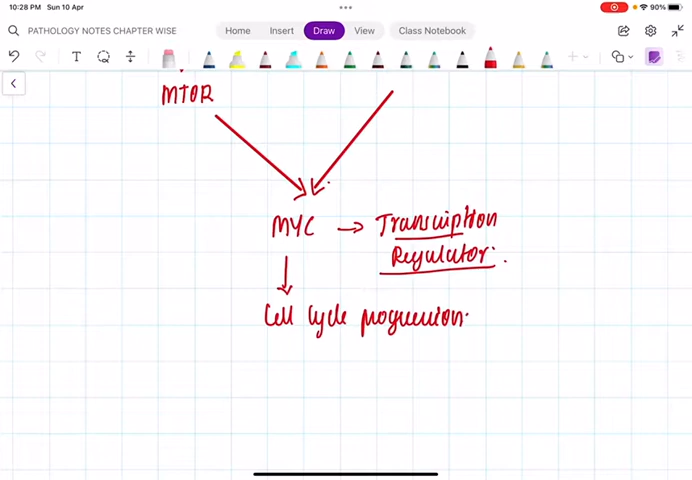 10:28 PM Sun 10 Apr
90%
PATHOLOGY NOTES CHAPTER WISE
Home Insert Draw View Class Notebook
MTOR
MYC → Transcription
Regulator.
Cell Cycle progression.